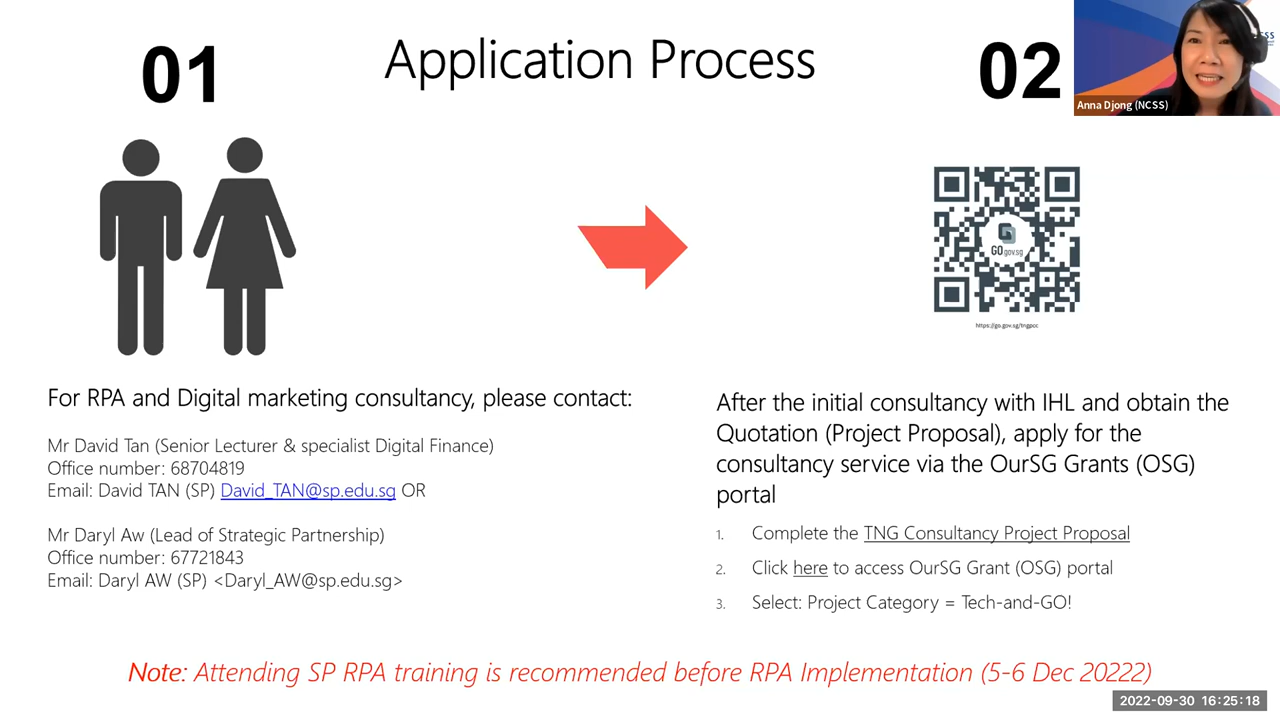 01
Application Process
02
Anna Djong (NCSS)
GO.gov.sg
https://go.gov.sg/tngpcc
For RPA and Digital marketing consultancy, please contact:
Mr David Tan (Senior Lecturer & specialist Digital Finance)
Office number: 68704819
Email: David TAN (SP) David_TAN@sp.edu.sg OR
Mr Daryl Aw (Lead of Strategic Partnership)
Office number: 67721843
Email: Daryl AW (SP) <Daryl_AW@sp.edu.sg>
After the initial consultancy with IHL and obtain the
Quotation (Project Proposal), apply for the
consultancy service via the OurSG Grants (OSG)
portal
1. Complete the TNG Consultancy Project Proposal
2. Click here to access OurSG Grant (OSG) portal
3. Select: Project Category = Tech-and-GO!
Note: Attending SP RPA training is recommended before RPA Implementation (5-6 Dec 20222)
2022-09-30 16:25:18